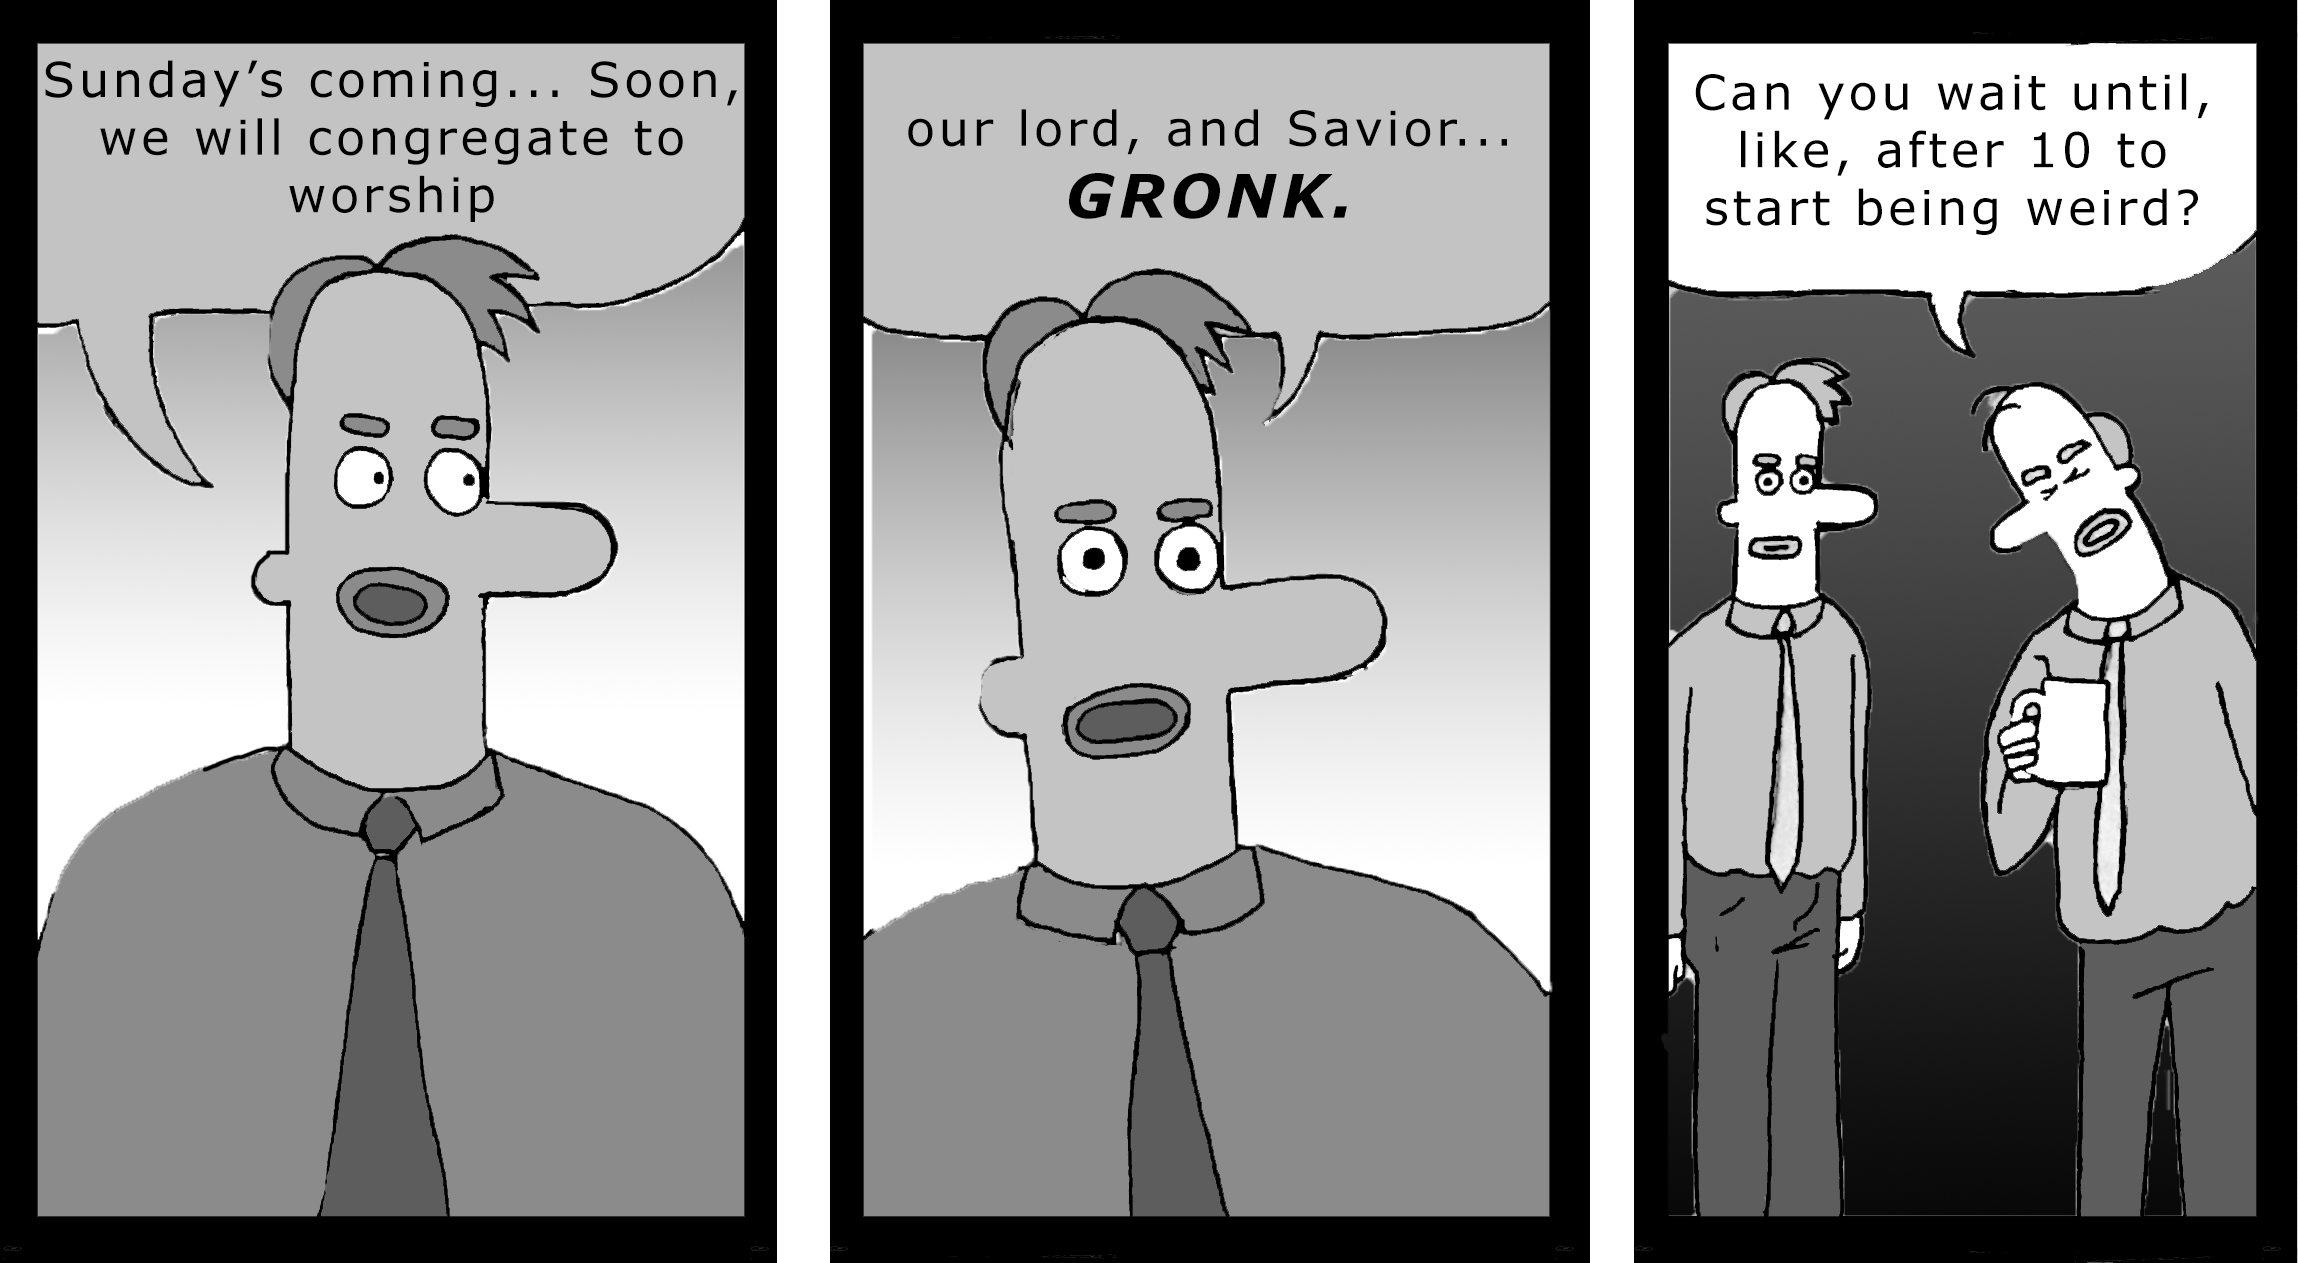 Sunday’s coming... Soon,
we will congregate to
worship
our lord, and Savior...
GRONK.
Can you wait until,
like, after 10 to
start being weird?